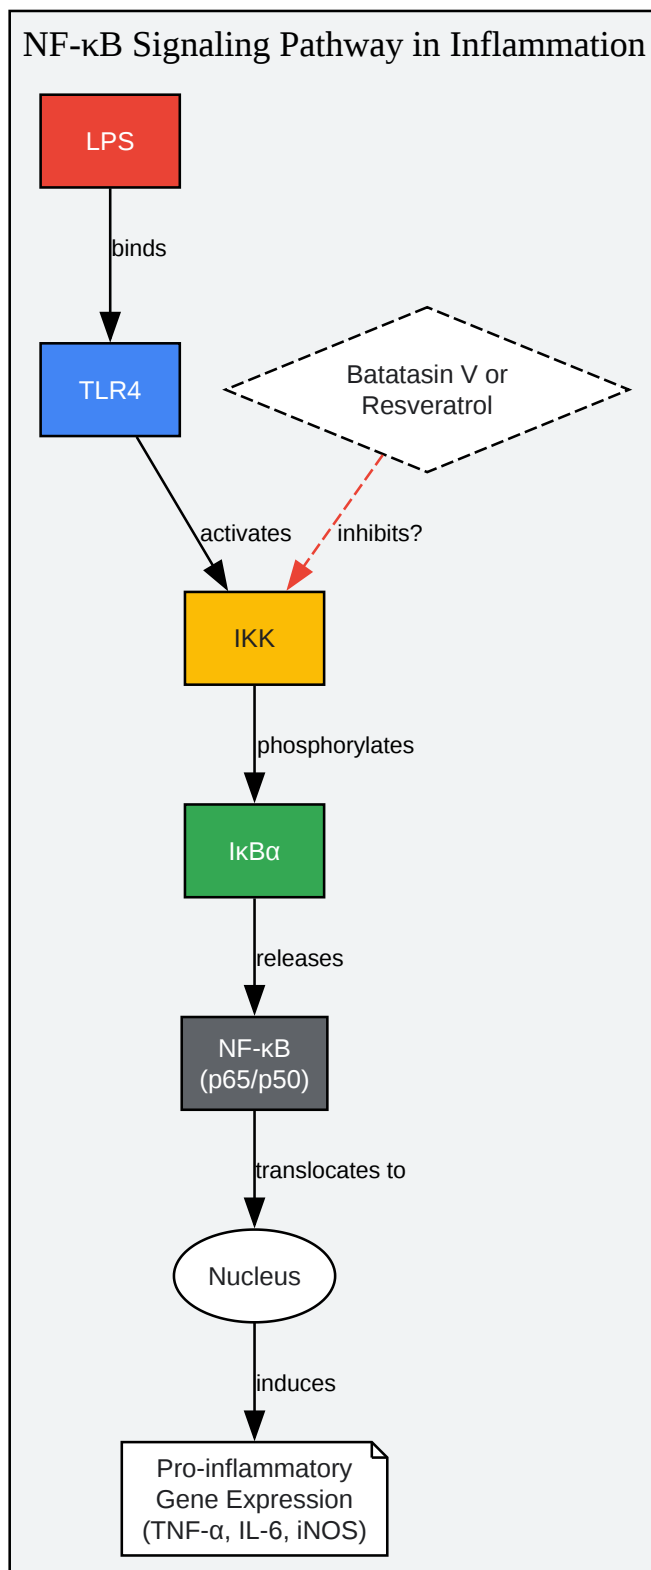 NF-κB Signaling Pathway in Inflammation
LPS
binds
TLR4
Batatasin V or
Resveratrol
activates
inhibits?
IKK
phosphorylates
IκBα
releases
NF-κB
(p65/p50)
translocates to
Nucleus
induces
Pro-inflammatory
Gene Expression
(TNF-α, IL-6, iNOS)